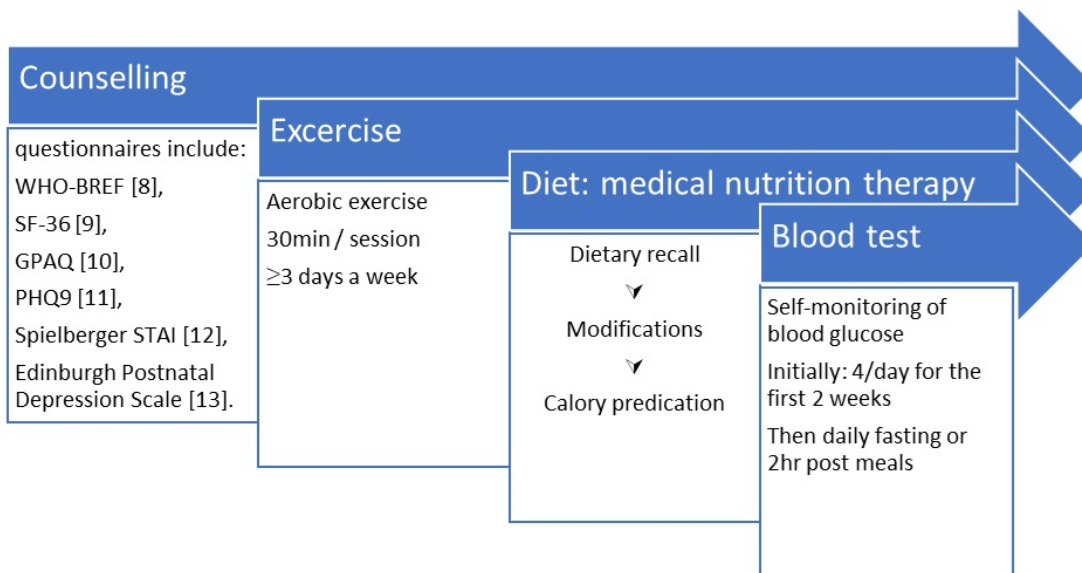 Counselling
questionnaires include:
WHO-BREF [8],
SF-36 [9],
GPAQ [10],
PHQ9 [11],
Spielberger STAI [12],
Edinburgh Postnatal
Depression Scale [13].
Excercise
Aerobic exercise
30min / session
≥3 days a week
Diet: medical nutrition therapy
Dietary recall
Modifications
Calory predication
Blood test
Self-monitoring of
blood glucose
Initially: 4/day for the
first 2 weeks
Then daily fasting or
2hr post meals